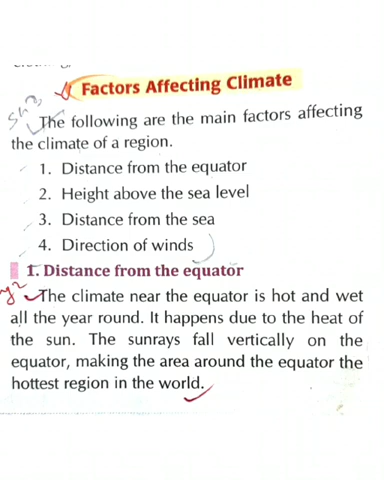 Factors Affecting Climate
The following are the main factors affecting
the climate of a region.
1. Distance from the equator
2. Height above the sea level
3. Distance from the sea
4. Direction of winds
1. Distance from the equator
The climate near the equator is hot and wet
all the year round. It happens due to the heat of
the sun. The sunrays fall vertically on the
equator, making the area around the equator the
hottest region in the world.